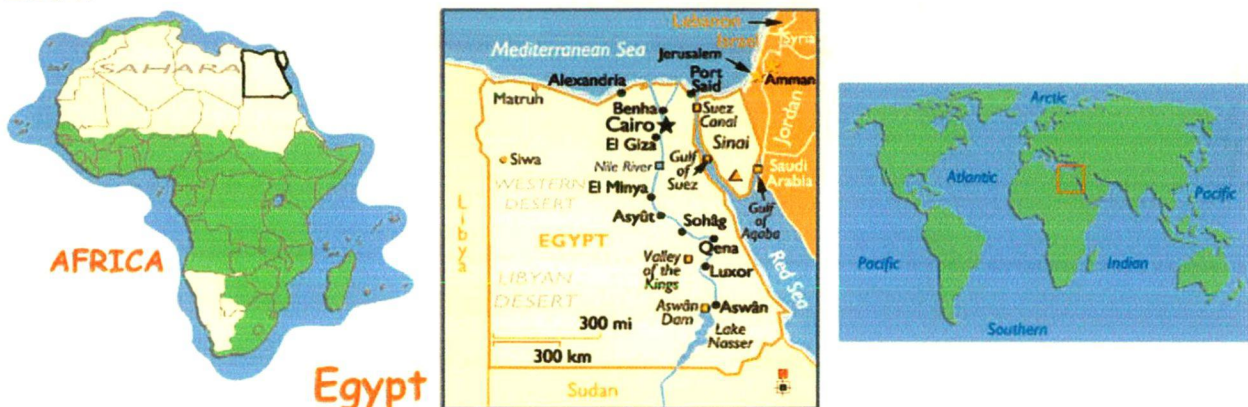 SAHARA
AFRICA
Egypt
Lebanon
Israel
Syria
Mediterranean Sea
Jerusalem
Alexandria
Port
Said
Amman
Matruh
Benha
Suez
Canal
Cairo
El Giza
Sinai
Jordan
Siwa
Nile River
Gulf
of
Suez
Saudi
Arabia
WESTERN
DESERT
El Minya
Libya
Asyût
Sohâg
Gulf
of
Aqaba
EGYPT
Qena
Valley
of the
Kings
Luxor
Red Sea
LIBYAN
DESERT
Aswân
Dam
Aswân
300 mi
Lake
Nasser
300 km
Sudan
Arctic
Atlantic
Pacific
Pacific
Indian
Southern